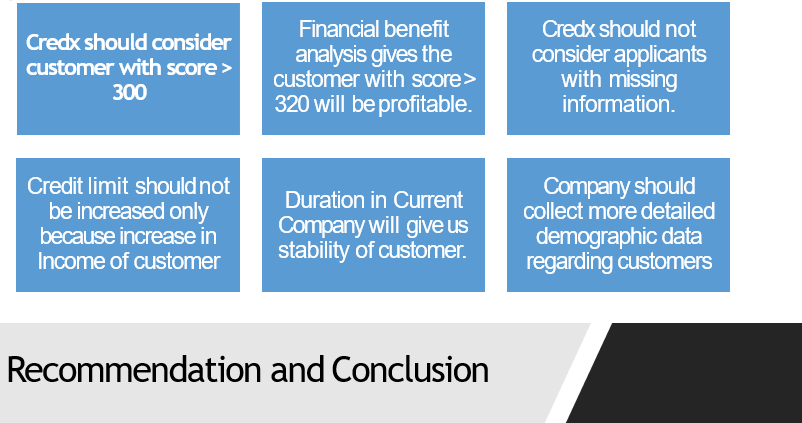 Credx should consider
customer with score >
300
Financial benefit
analysis gives the
customer with score>
320 will be profitable.
Credx should not
consider applicants
with missing
information.
Credit limit should not
be increased only
because increase in
Income of customer
Duration in Current
Company will give us
stability of customer.
Company should
collect more detailed
demographic data
regarding customers
Recommendation and Conclusion